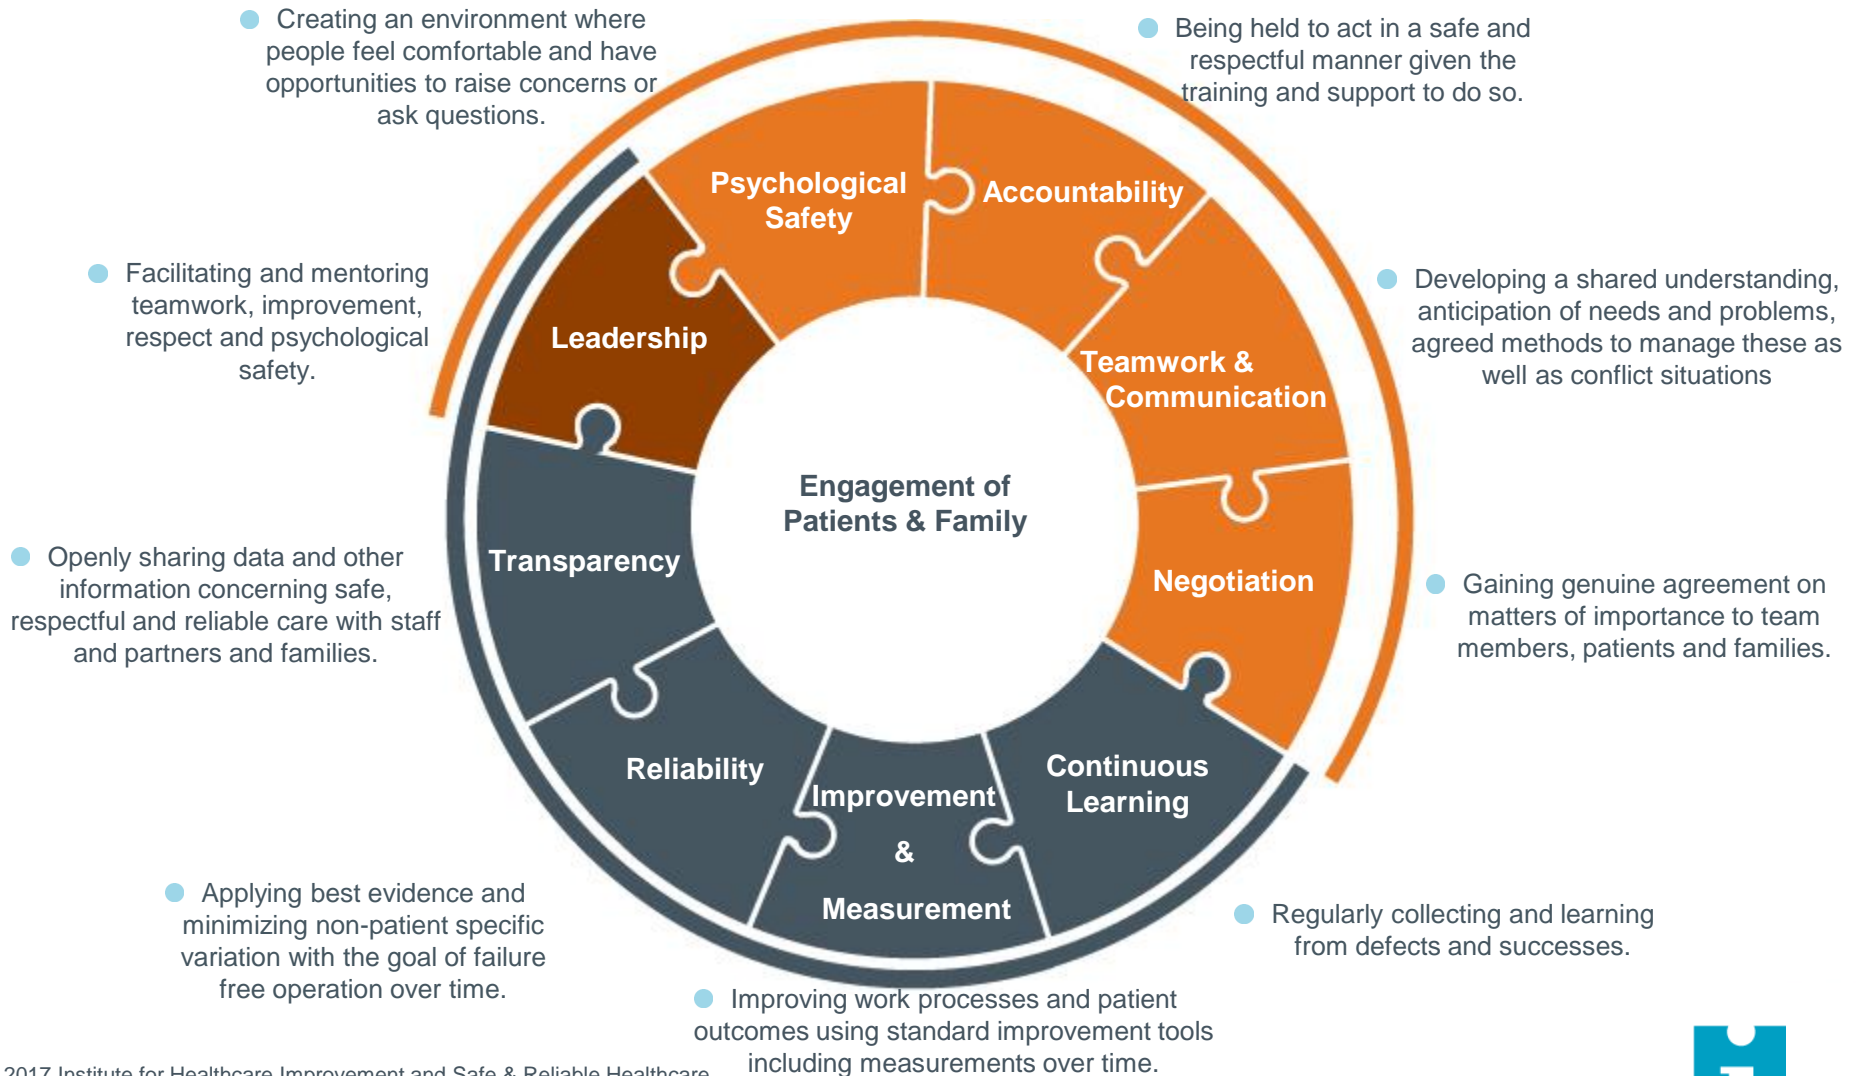 Creating an environment where
people feel comfortable and have
opportunities to raise concerns or
ask questions.
Being held to act in a safe and
respectful manner given the
training and support to do so.
Psychological
Safety
Accountability
Facilitating and mentoring
teamwork, improvement,
respect and psychological
safety.
Leadership
Teamwork &
Communication
Developing a shared understanding,
anticipation of needs and problems,
agreed methods to manage these as
well as conflict situations
Engagement of
Patients & Family
Openly sharing data and other
information concerning safe,
respectful and reliable care with staff
and partners and families.
Transparency
Negotiation
Gaining genuine agreement on
matters of importance to team
members, patients and families.
Reliability
Improvement
&
Measurement
Continuous
Learning
Applying best evidence and
minimizing non-patient specific
variation with the goal of failure
free operation over time.
Regularly collecting and learning
from defects and successes.
Improving work processes and patient
outcomes using standard improvement tools
including measurements over time.
2017 Institute for Healthcare Improvement and Safe & Reliable Healthcare